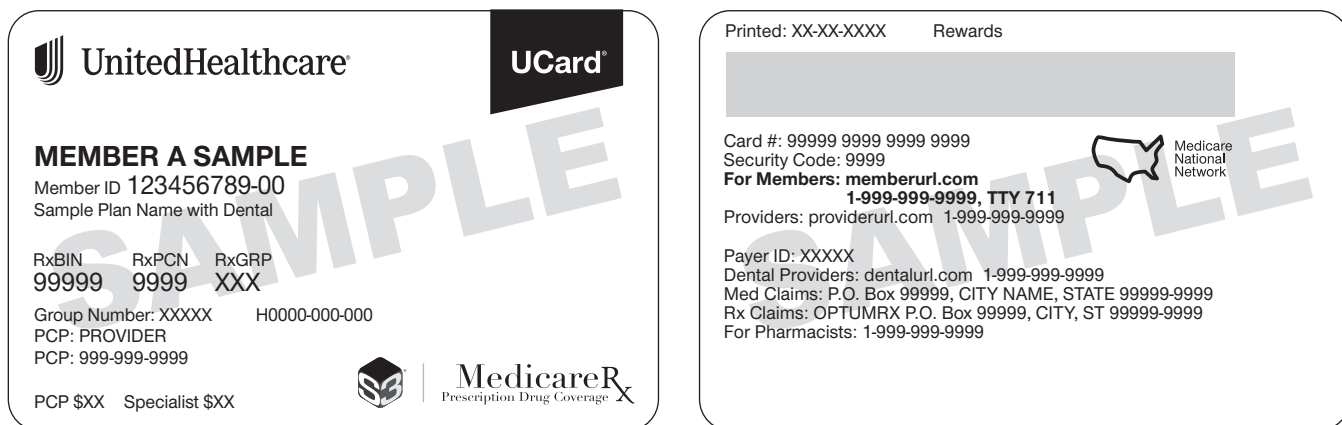 UnitedHealthcare®
UCard®
MEMBER A SAMPLE
Member ID 123456789-00
Sample Plan Name with Dental
RxBIN RxPCN RxGRP
99999 9999 XXX
Group Number: XXXXX H0000-000-000
PCP: PROVIDER
PCP: 999-999-9999
PCP $XX Specialist $XX
S3®
MedicareRx
Prescription Drug Coverage
SAMPLE
Printed: XX-XX-XXXX Rewards
Card #: 99999 9999 9999 9999
Security Code: 9999
For Members: memberurl.com
1-999-999-9999, TTY 711
Providers: providerurl.com 1-999-999-9999
Medicare
National
Network
Payer ID: XXXXX
Dental Providers: dentalurl.com 1-999-999-9999
Med Claims: P.O. Box 99999, CITY NAME, STATE 99999-9999
Rx Claims: OPTUMRX P.O. Box 99999, CITY, ST 99999-9999
For Pharmacists: 1-999-999-9999
SAMPLE